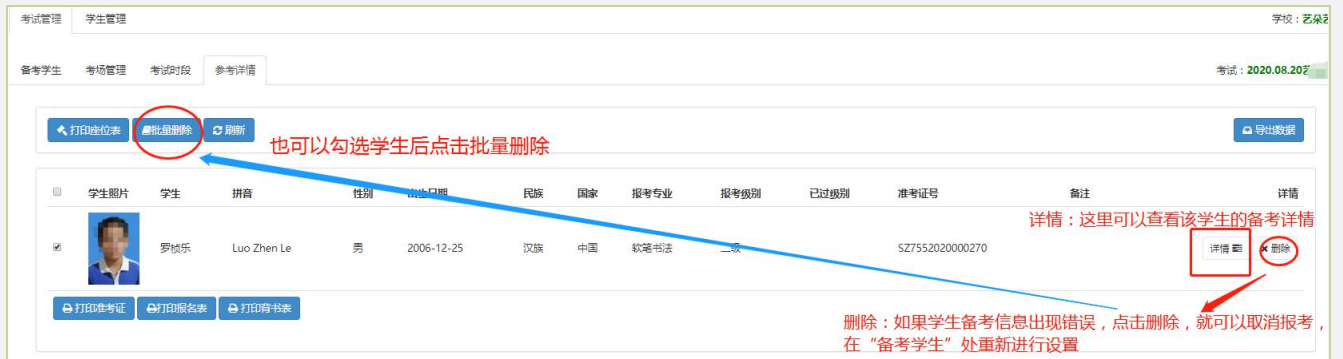 考试管理 学生管理 学校：艺朵
备考学生 考场管理 考试时段 参考详情 考试：2020.08.20艺
打印座位表 批量删除 刷新 导出数据
也可以勾选学生后点击批量删除
学生照片 学生 拼音 性别 出生日期 民族 国家 报考专业 报考级别 已过级别 准考证号 备注 详情
详情：这里可以查看该学生的备考详情
罗桢乐 Luo Zhen Le 男 2006-12-25 汉族 中国 软笔书法 二级 SZ7552020000270 详情 删除
打印准考证 打印报名表 打印背书表
删除：如果学生备考信息出现错误，点击删除，就可以取消报考，
在“备考学生”处重新进行设置